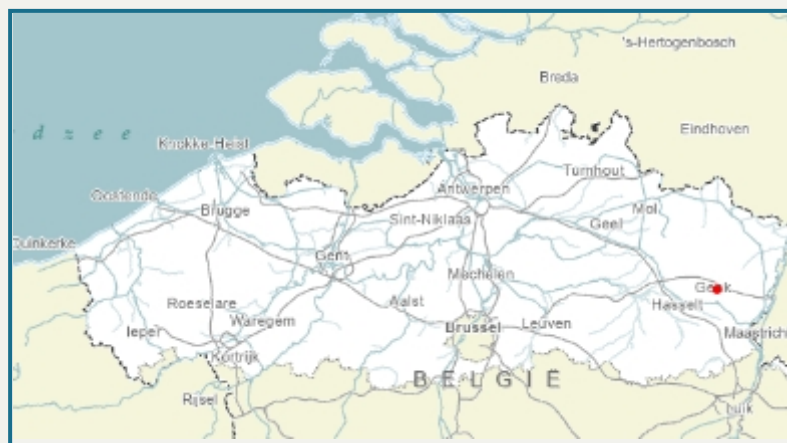 's-Hertogenbosch
Breda
Eindhoven
d z e e
Knokke-Heist
Turnhout
Antwerpen
Oostende
Brugge
Mol
Sint-Niklaas
Geel
Duinkerke
Gent
Mechelen
Genk
Roeselare
Aalst
Hasselt
Waregem
Ieper
Brussel
Leuven
Maastrich
Kortrijk
BELGIË
Rijsel
Luik